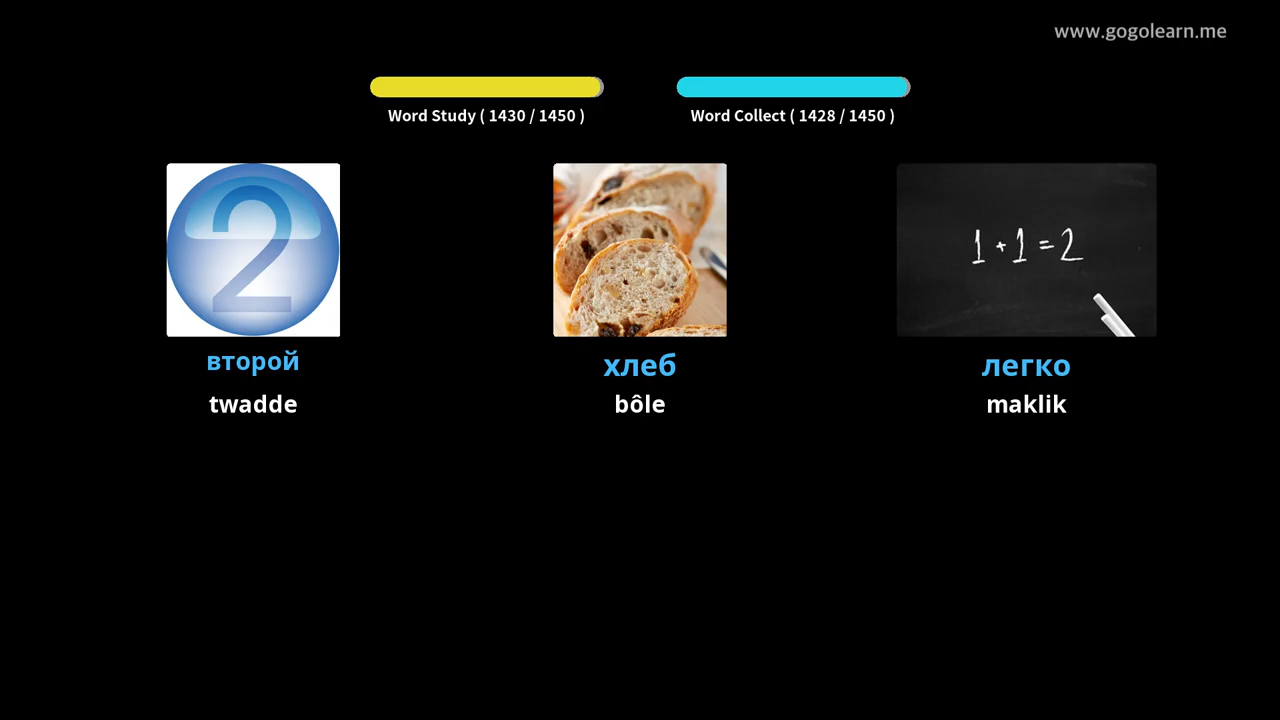 www.gogolearn.me
Word Study ( 1430 / 1450 )
Word Collect ( 1428 / 1450 )
2
1 + 1 = 2
второй
хлеб
легко
twadde
bôle
maklik